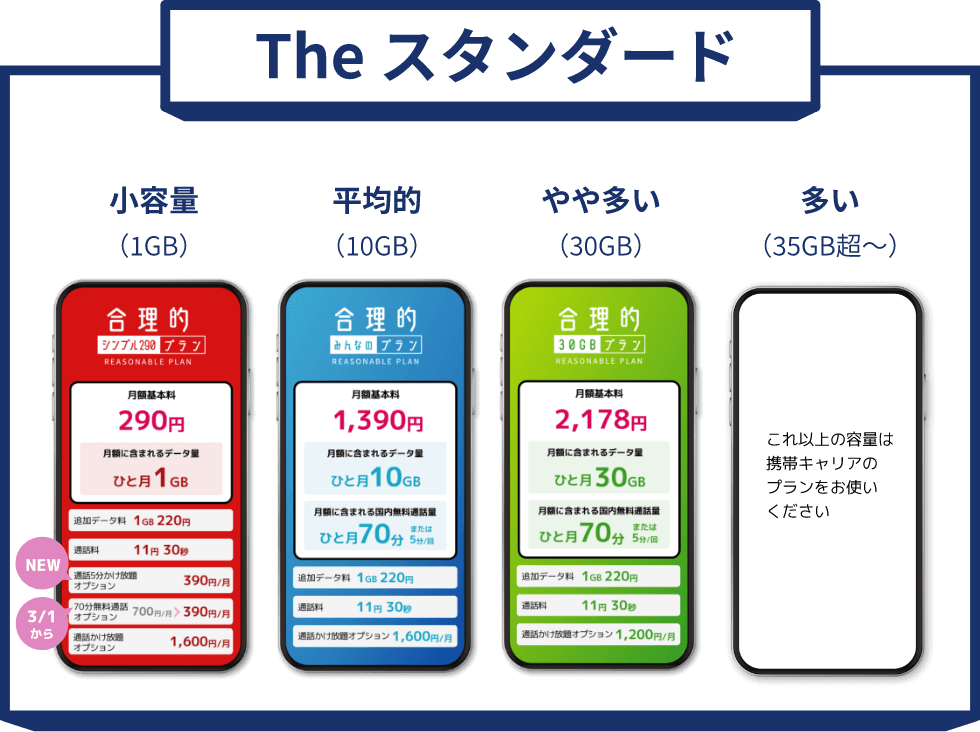 The スタンダード
小容量
（1GB）
合理的
シンプル290 プラン
REASONABLE PLAN
月額基本料
290円
月額に含まれるデータ量
ひと月1GB
追加データ料 1GB 220円
通話料 11円 30秒
NEW
通話5分かけ放題
オプション 390円/月
3/1
から
70分無料通話
オプション 700円/月 > 390円/月
通話かけ放題
オプション 1,600円/月
平均的
（10GB）
合理的
みんなの プラン
REASONABLE PLAN
月額基本料
1,390円
月額に含まれるデータ量
ひと月10GB
月額に含まれる国内無料通話量
ひと月70分 または
5分/回
追加データ料 1GB 220円
通話料 11円 30秒
通話かけ放題オプション 1,600円/月
やや多い
（30GB）
合理的
30GB プラン
REASONABLE PLAN
月額基本料
2,178円
月額に含まれるデータ量
ひと月30GB
月額に含まれる国内無料通話量
ひと月70分 または
5分/回
追加データ料 1GB 220円
通話料 11円 30秒
通話かけ放題オプション 1,200円/月
多い
（35GB超～）
これ以上の容量は
携帯キャリアの
プランをお使い
ください